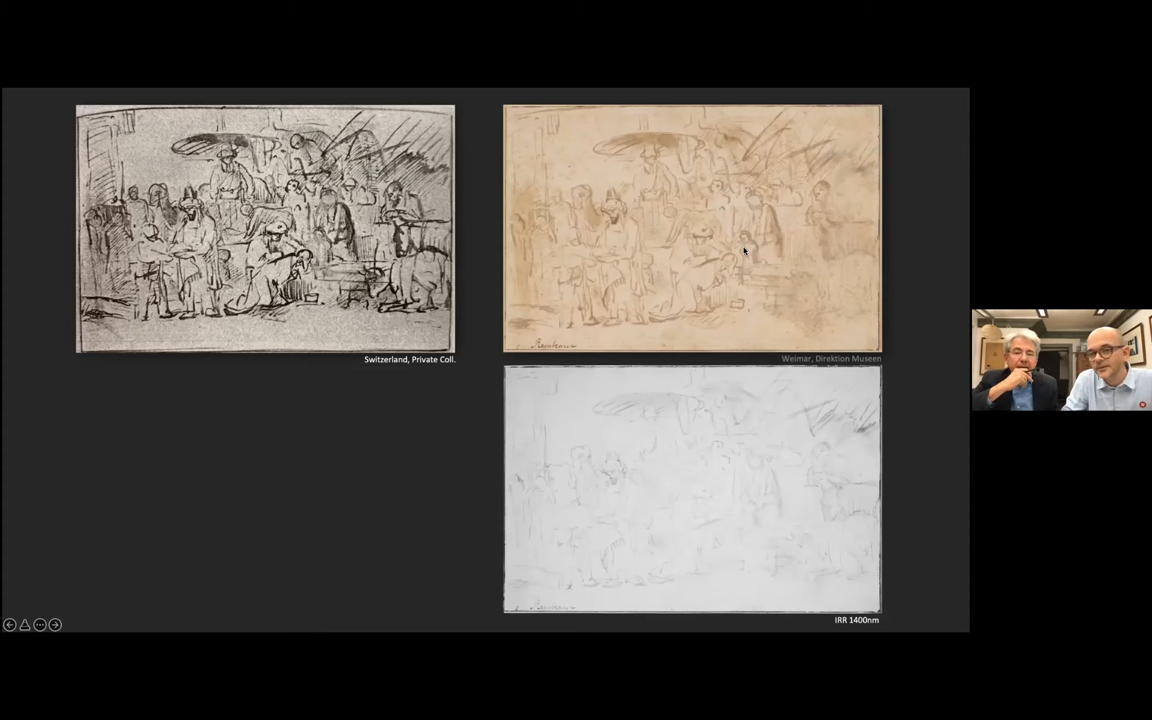 Switzerland, Private Coll.
Weimar, Direktion Museen
IRR 1400nm